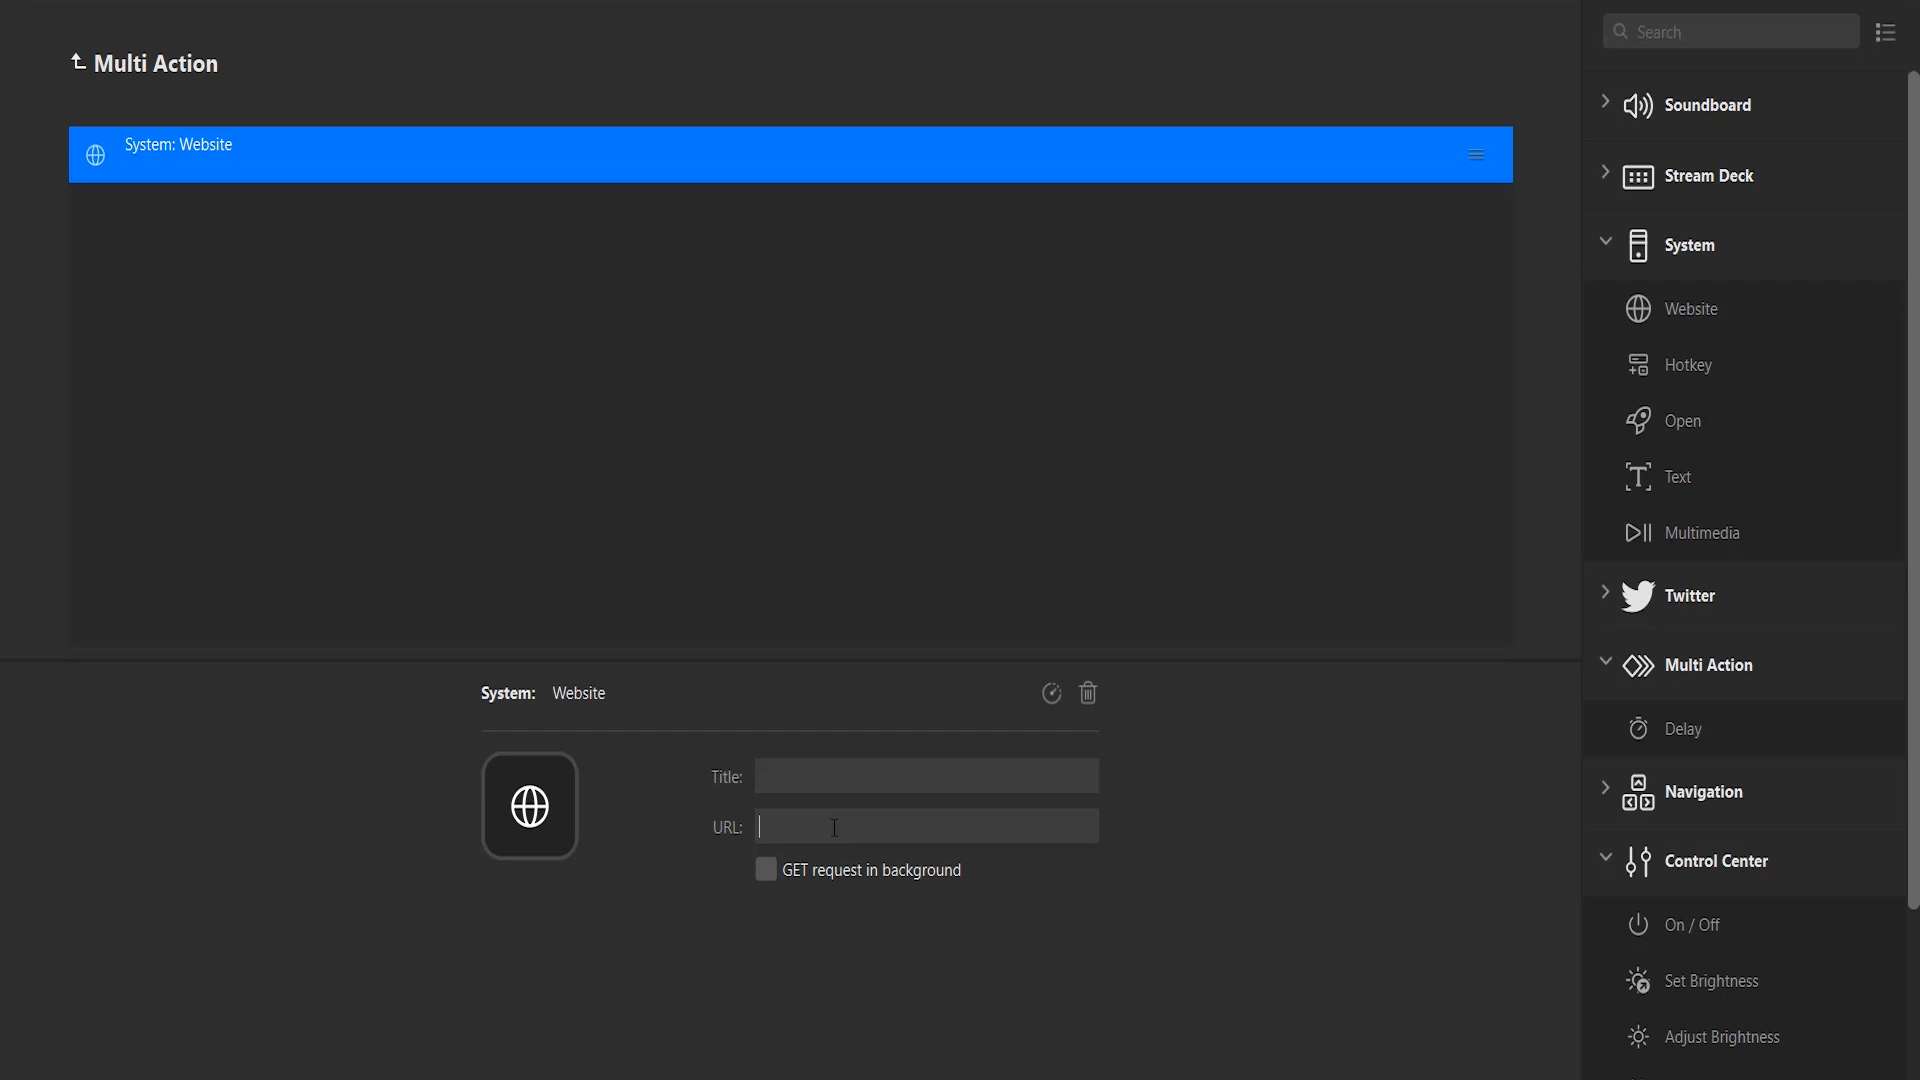 Multi Action
System: Website
System: Website
Title:
URL:
GET request in background
Search
Soundboard
Stream Deck
System
Website
Hotkey
Open
Text
Multimedia
Twitter
Multi Action
Delay
Navigation
Control Center
On / Off
Set Brightness
Adjust Brightness